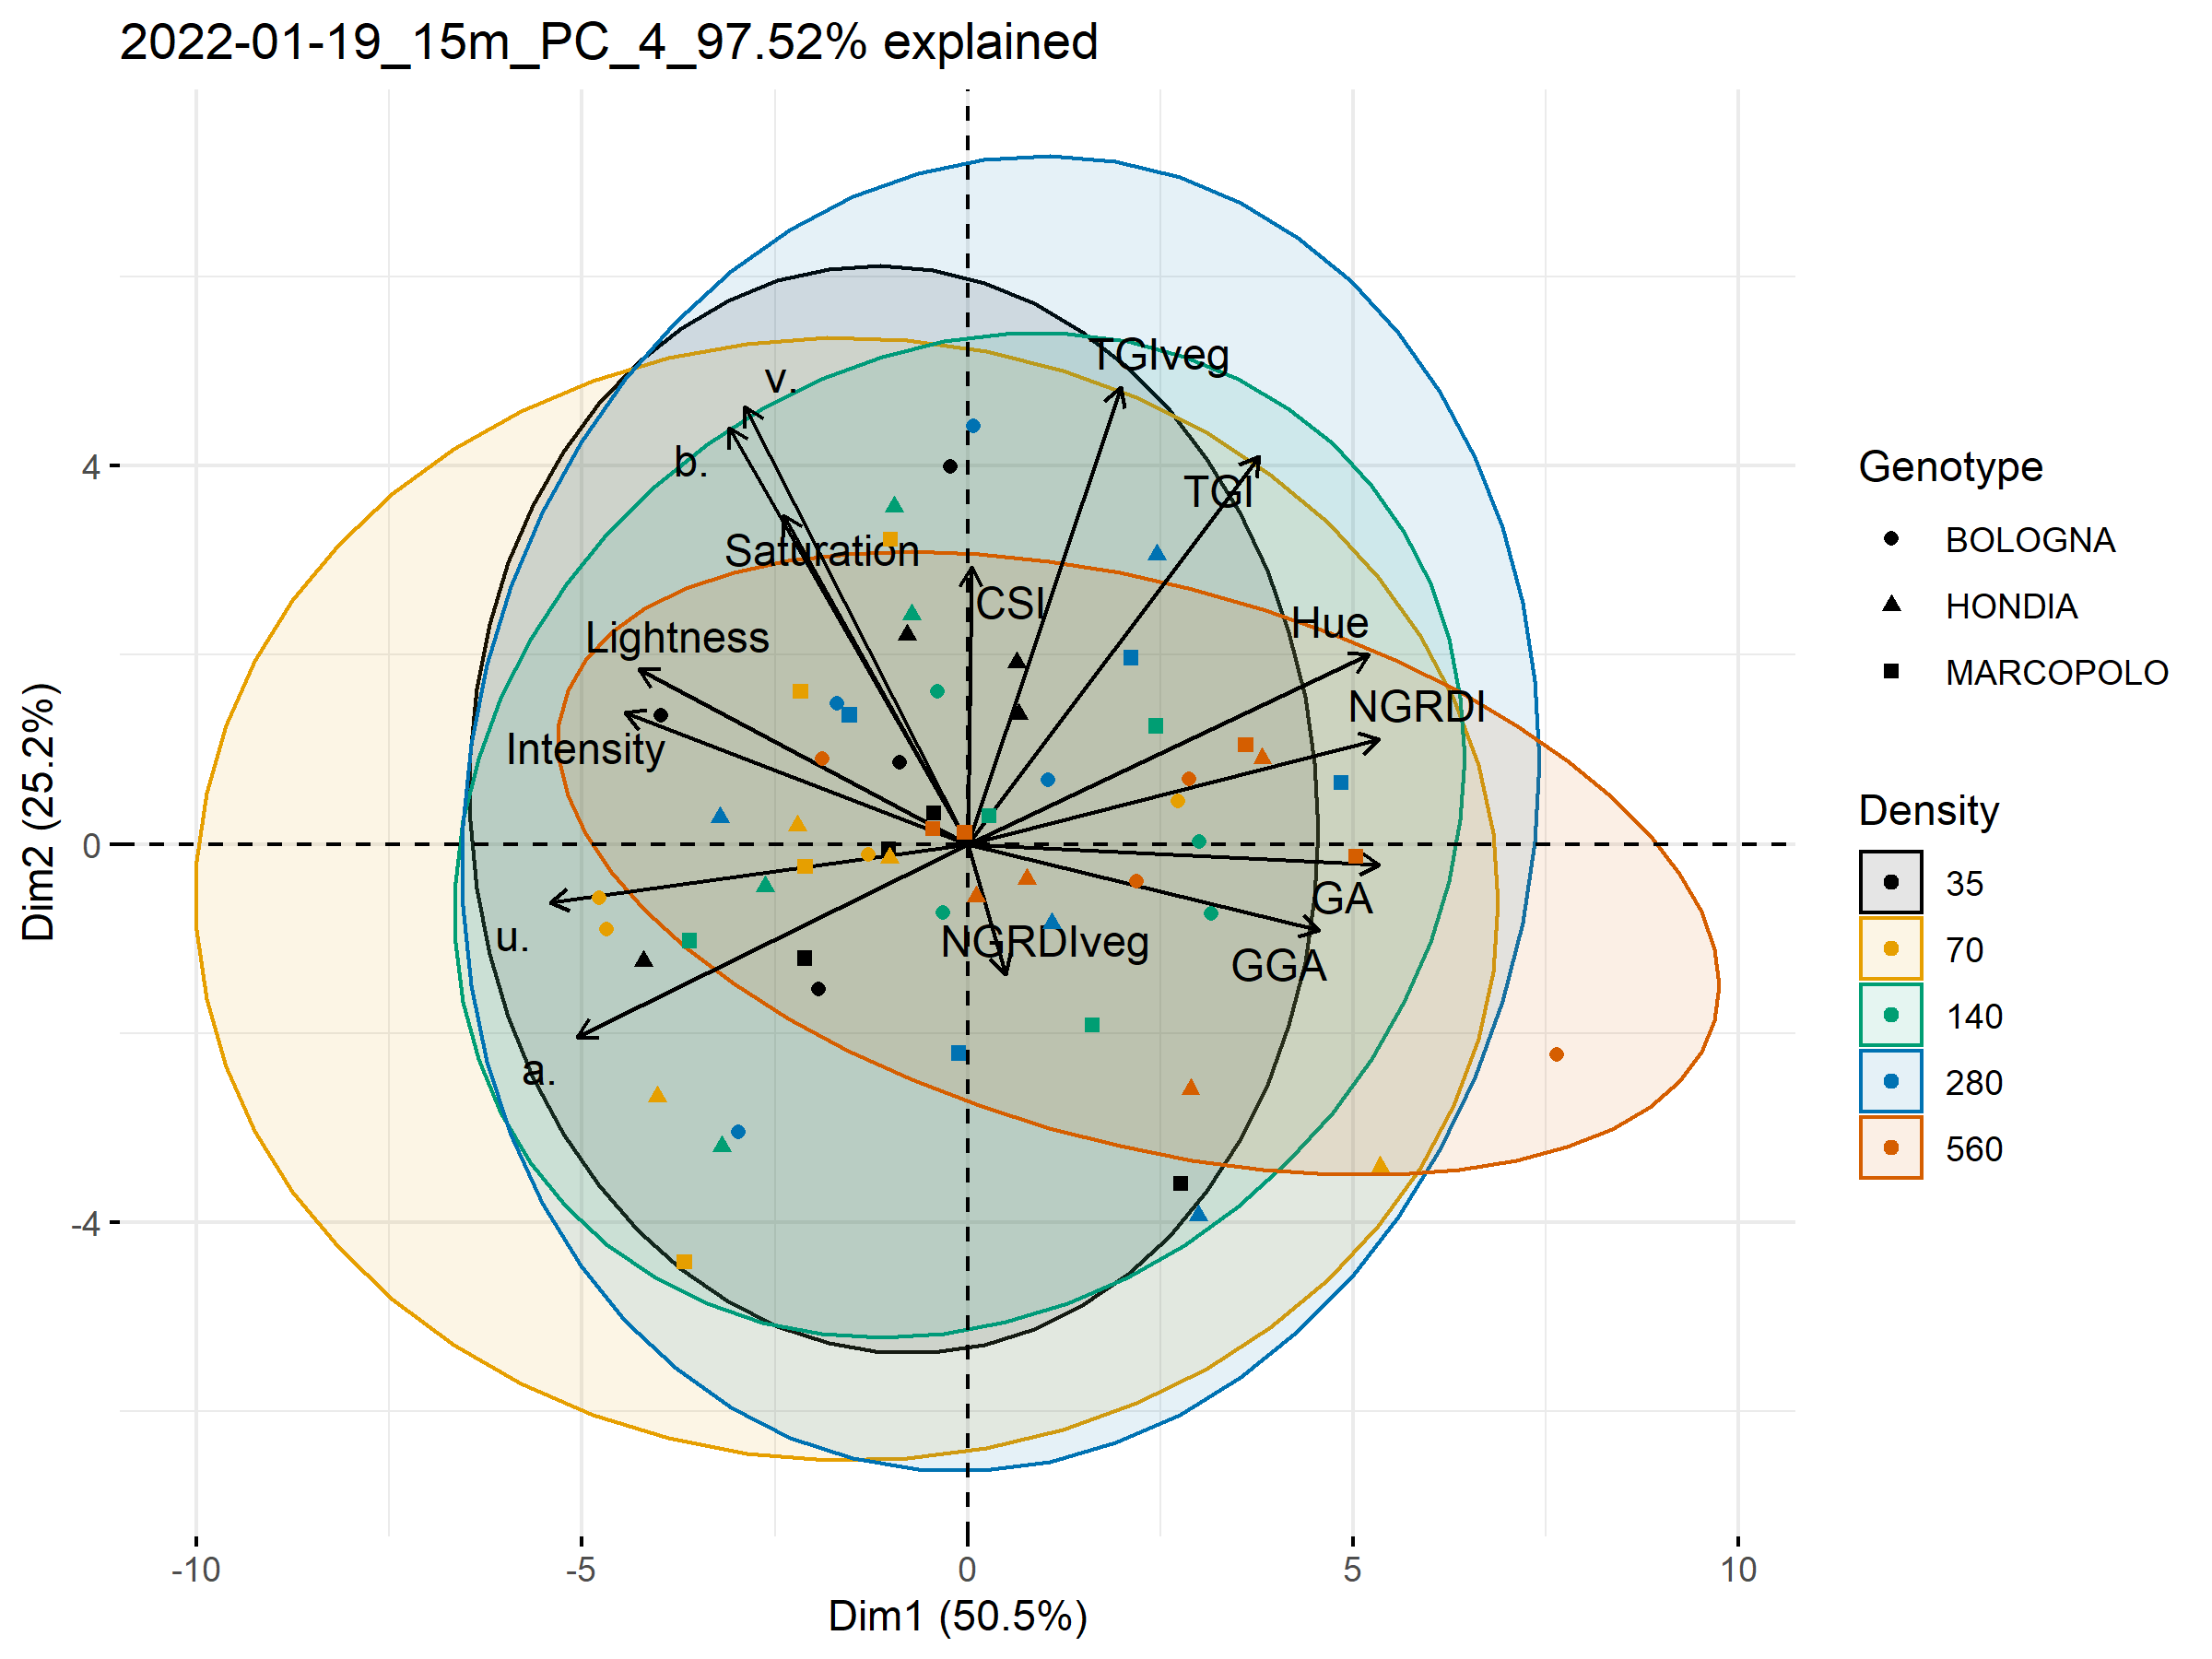 2022-01-19_15m_PC_4_97.52% explained
TGIveg
v.
b.
TGI
Saturation
CSI
Hue
Lightness
NGRDI
Intensity
GA
u.
NGRDIveg
GGA
a.
4
0
-4
Dim2 (25.2%)
-10
-5
0
5
10
Dim1 (50.5%)
Genotype
BOLOGNA
HONDIA
MARCOPOLO
Density
35
70
140
280
560